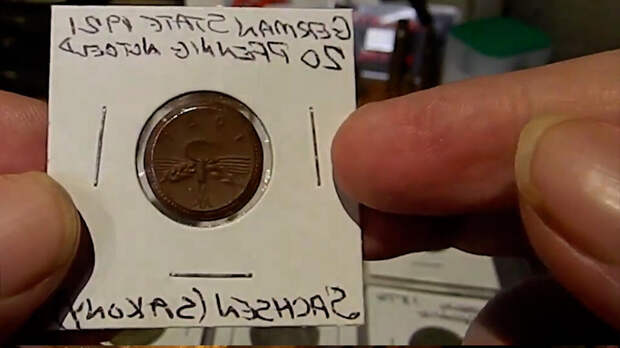 GERMAN STATE 1921
20 PFENNIG NOTGELD
SACHSEN (SAXONY)